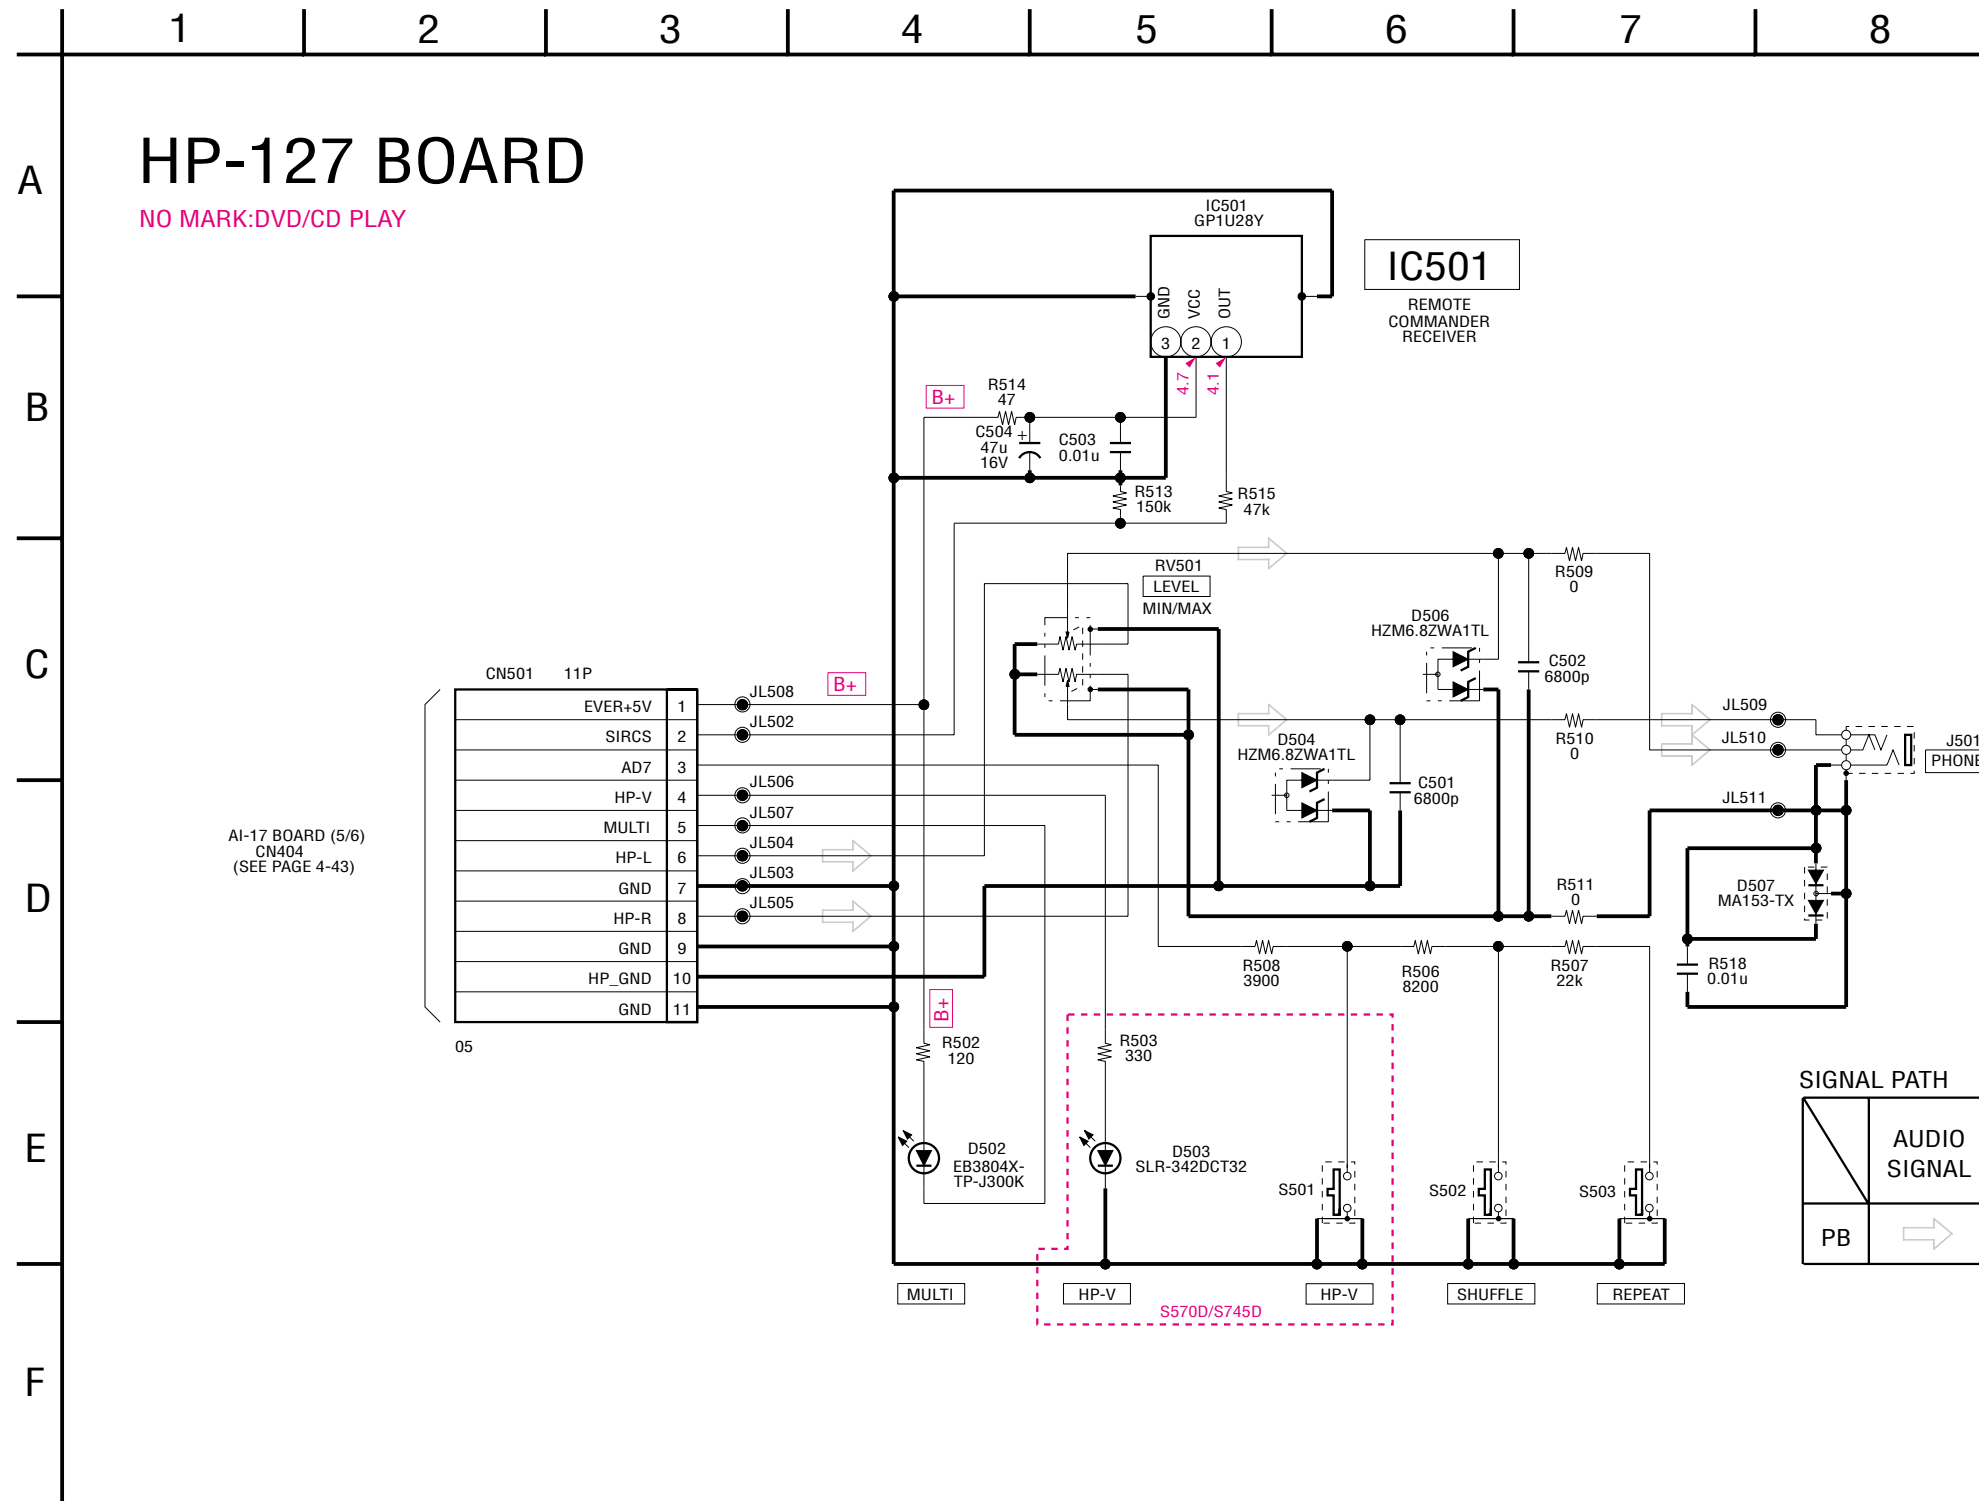 1 2 3 4 5 6 7 8
A
B
C
D
E
F
HP-127 BOARD
NO MARK:DVD/CD PLAY
IC501
GP1U28Y
GND
VCC
OUT
3 2 1
4.7
4.1
IC501
REMOTE
COMMANDER
RECEIVER
B+
R514
47
C504 +
47u
16V
C503
0.01u
R513
150k
R515
47k
RV501
LEVEL
MIN/MAX
R509
0
D506
HZM6.8ZWA1TL
C502
6800p
CN501 11P
EVER+5V 1
SIRCS 2
AD7 3
HP-V 4
MULTI 5
HP-L 6
GND 7
HP-R 8
GND 9
HP_GND 10
GND 11
05
AI-17 BOARD (5/6)
CN404
(SEE PAGE 4-43)
JL508
JL502
JL506
JL507
JL504
JL503
JL505
B+
D504
HZM6.8ZWA1TL
C501
6800p
R510
0
JL509
JL510
JL511
J501
PHONE
R511
0
D507
MA153-TX
R518
0.01u
R508
3900
R506
8200
R507
22k
B+
R502
120
R503
330
D502
EB3804X-
TP-J300K
D503
SLR-342DCT32
S501
S502
S503
MULTI
HP-V
HP-V
SHUFFLE
REPEAT
S570D/S745D
SIGNAL PATH
AUDIO
SIGNAL
PB